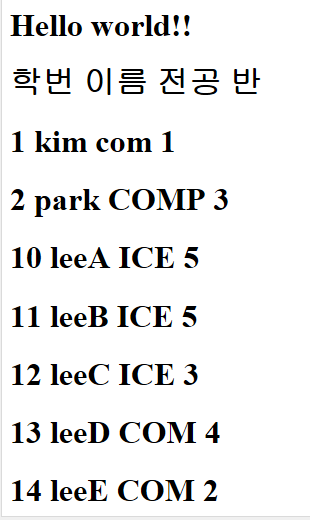 Hello world!!
학번 이름 전공 반
1 kim com 1
2 park COMP 3
10 leeA ICE 5
11 leeB ICE 5
12 leeC ICE 3
13 leeD COM 4
14 leeE COM 2